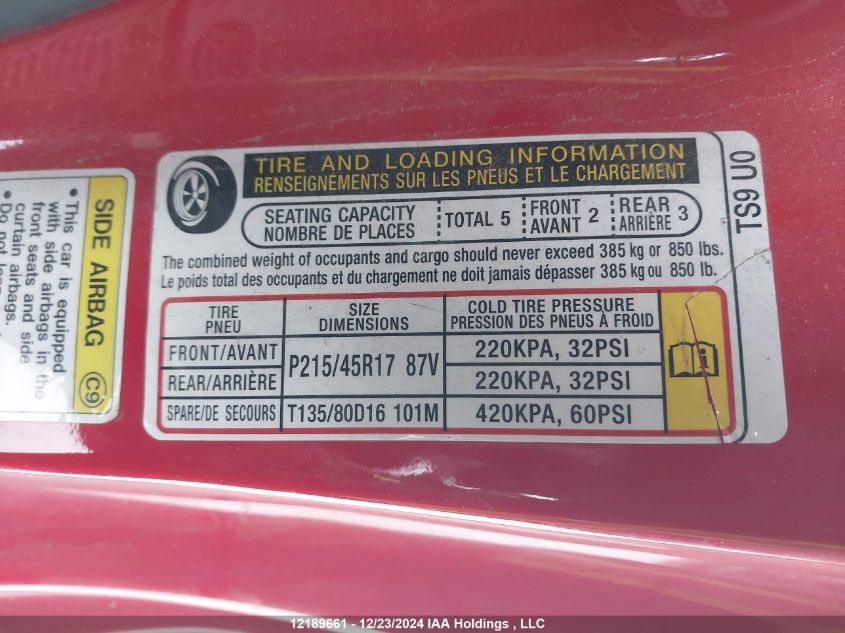 TIRE AND LOADING INFORMATION
RENSEIGNEMENTS SUR LES PNEUS ET LE CHARGEMENT
SEATING CAPACITY
NOMBRE DE PLACES
TOTAL 5
FRONT
AVANT 2
REAR
ARRIÈRE 3
The combined weight of occupants and cargo should never exceed 385 kg or 850 lbs.
Le poids total des occupants et du chargement ne doit jamais dépasser 385 kg ou 850 lb.
TIRE
PNEU
SIZE
DIMENSIONS
COLD TIRE PRESSURE
PRESSION DES PNEUS À FROID
FRONT/AVANT
P215/45R17 87V
220KPA, 32PSI
REAR/ARRIÈRE
220KPA, 32PSI
SPARE/DE SECOURS
T135/80D16 101M
420KPA, 60PSI
TS9 U0
SIDE AIRBAG C9
• This car is equipped
with side airbags in the
front seats and side
curtain airbags.
• Do not
12189661 - 12/23/2024 IAA Holdings , LLC